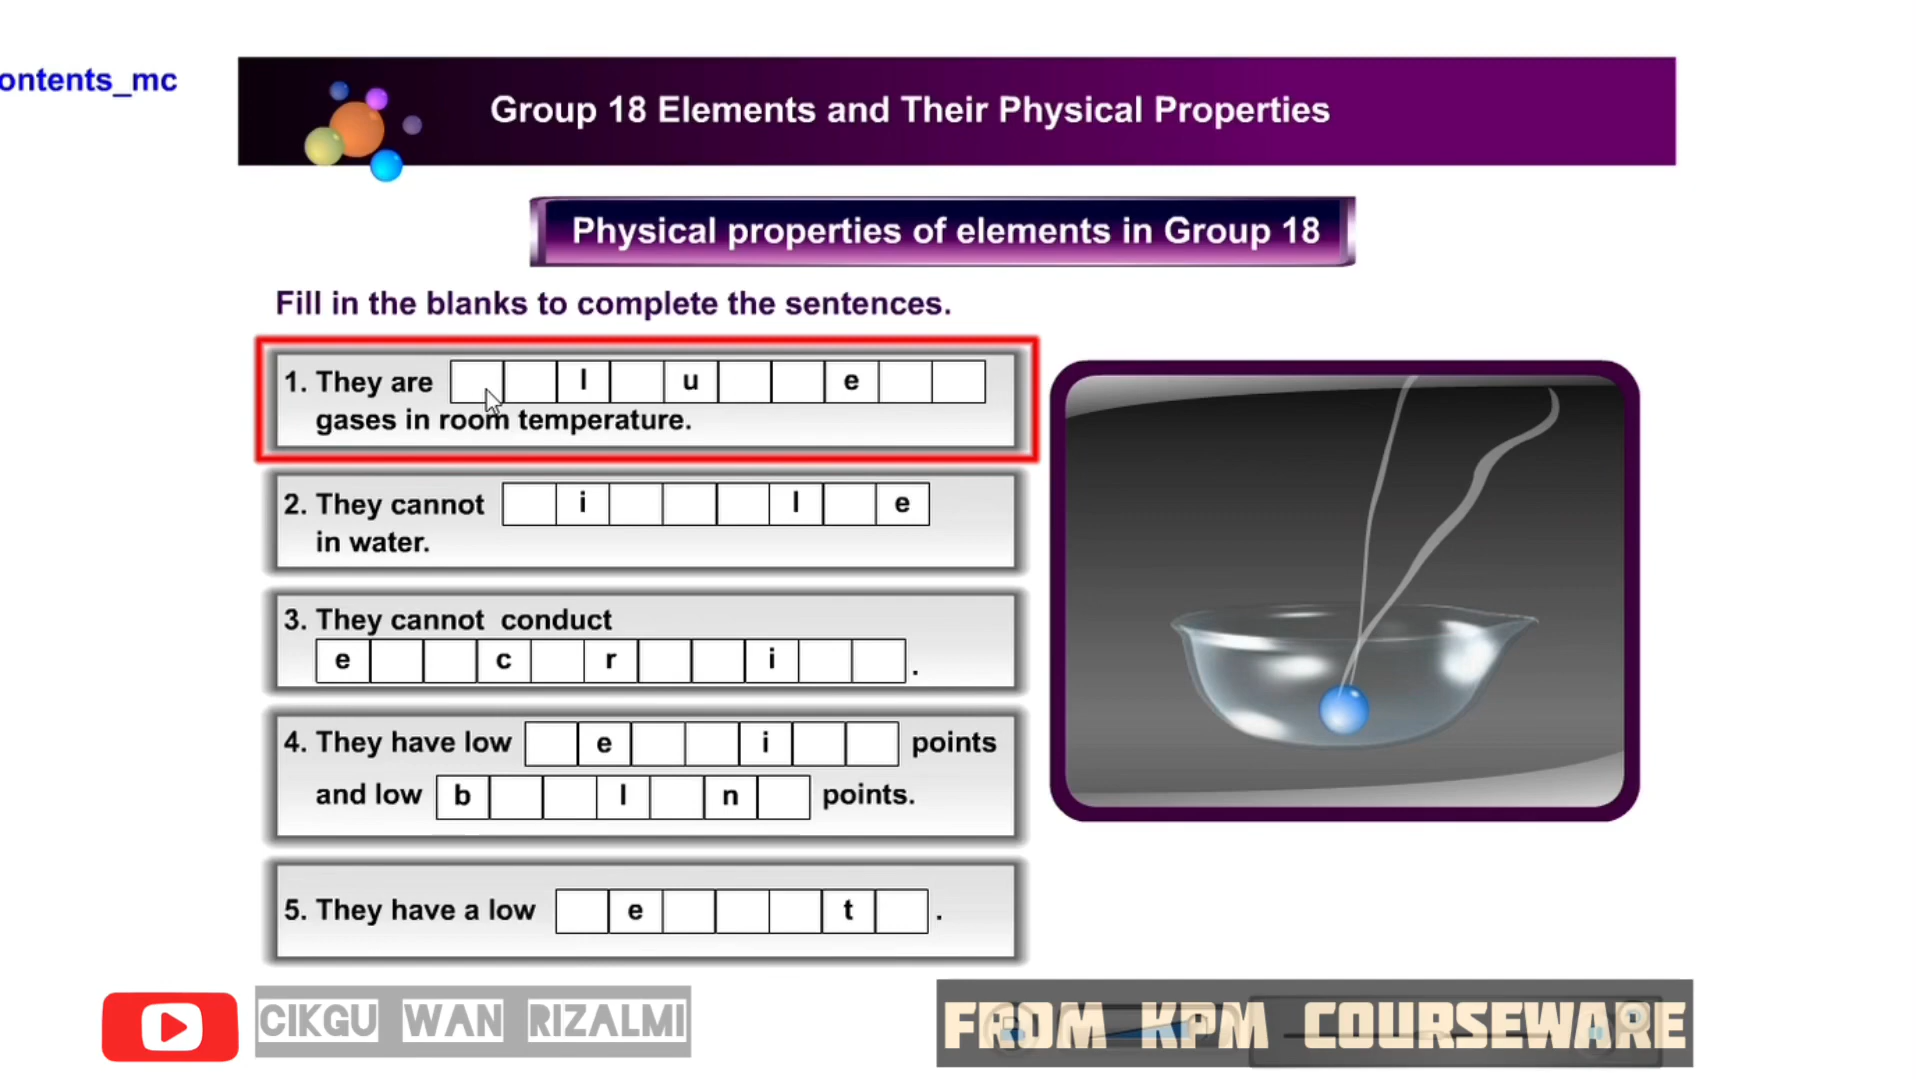 ontents_mc
Group 18 Elements and Their Physical Properties
Physical properties of elements in Group 18
Fill in the blanks to complete the sentences.
1. They are l u e
gases in room temperature.
2. They cannot i l e
in water.
3. They cannot conduct
e c r i .
4. They have low e i points
and low b l n points.
5. They have a low e t .
CIKGU WAN RIZALMI
FROM KPM COURSEWARE